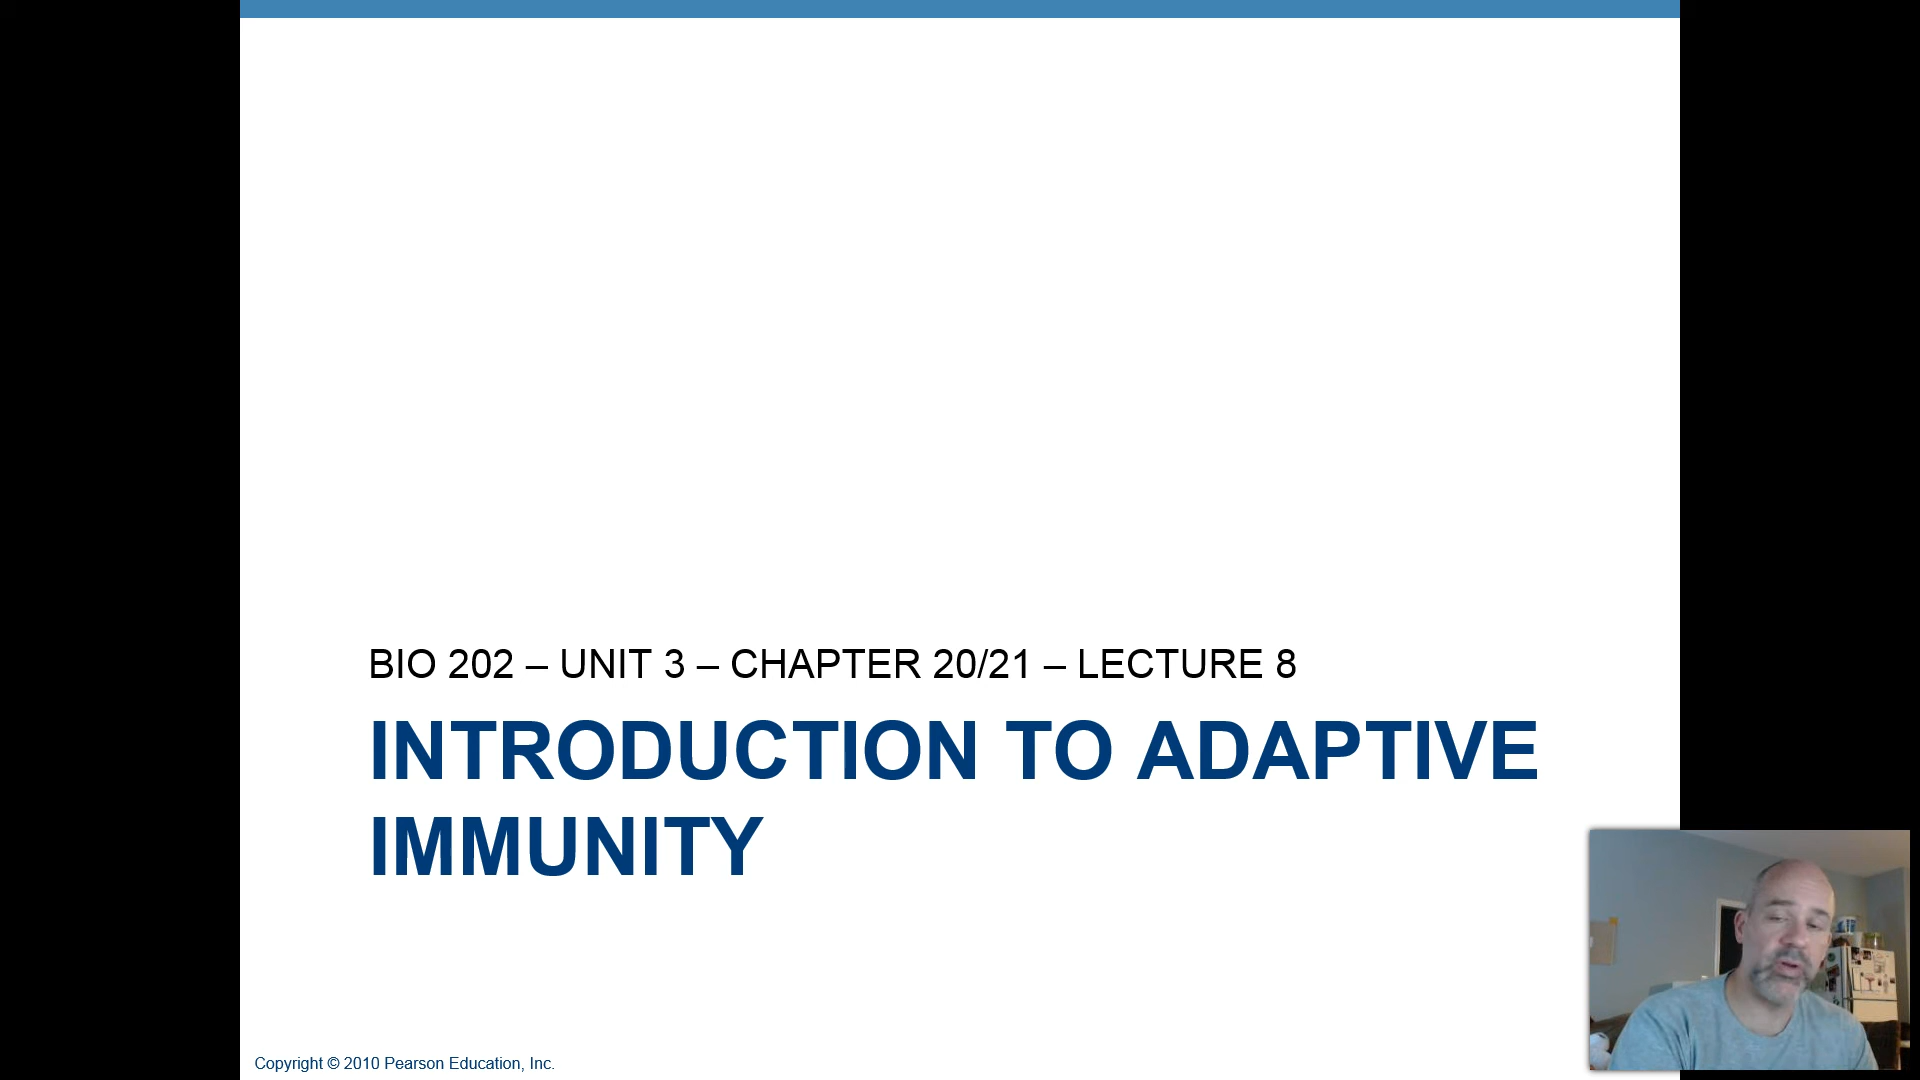 BIO 202 – UNIT 3 – CHAPTER 20/21 – LECTURE 8
INTRODUCTION TO ADAPTIVE
IMMUNITY
Copyright © 2010 Pearson Education, Inc.